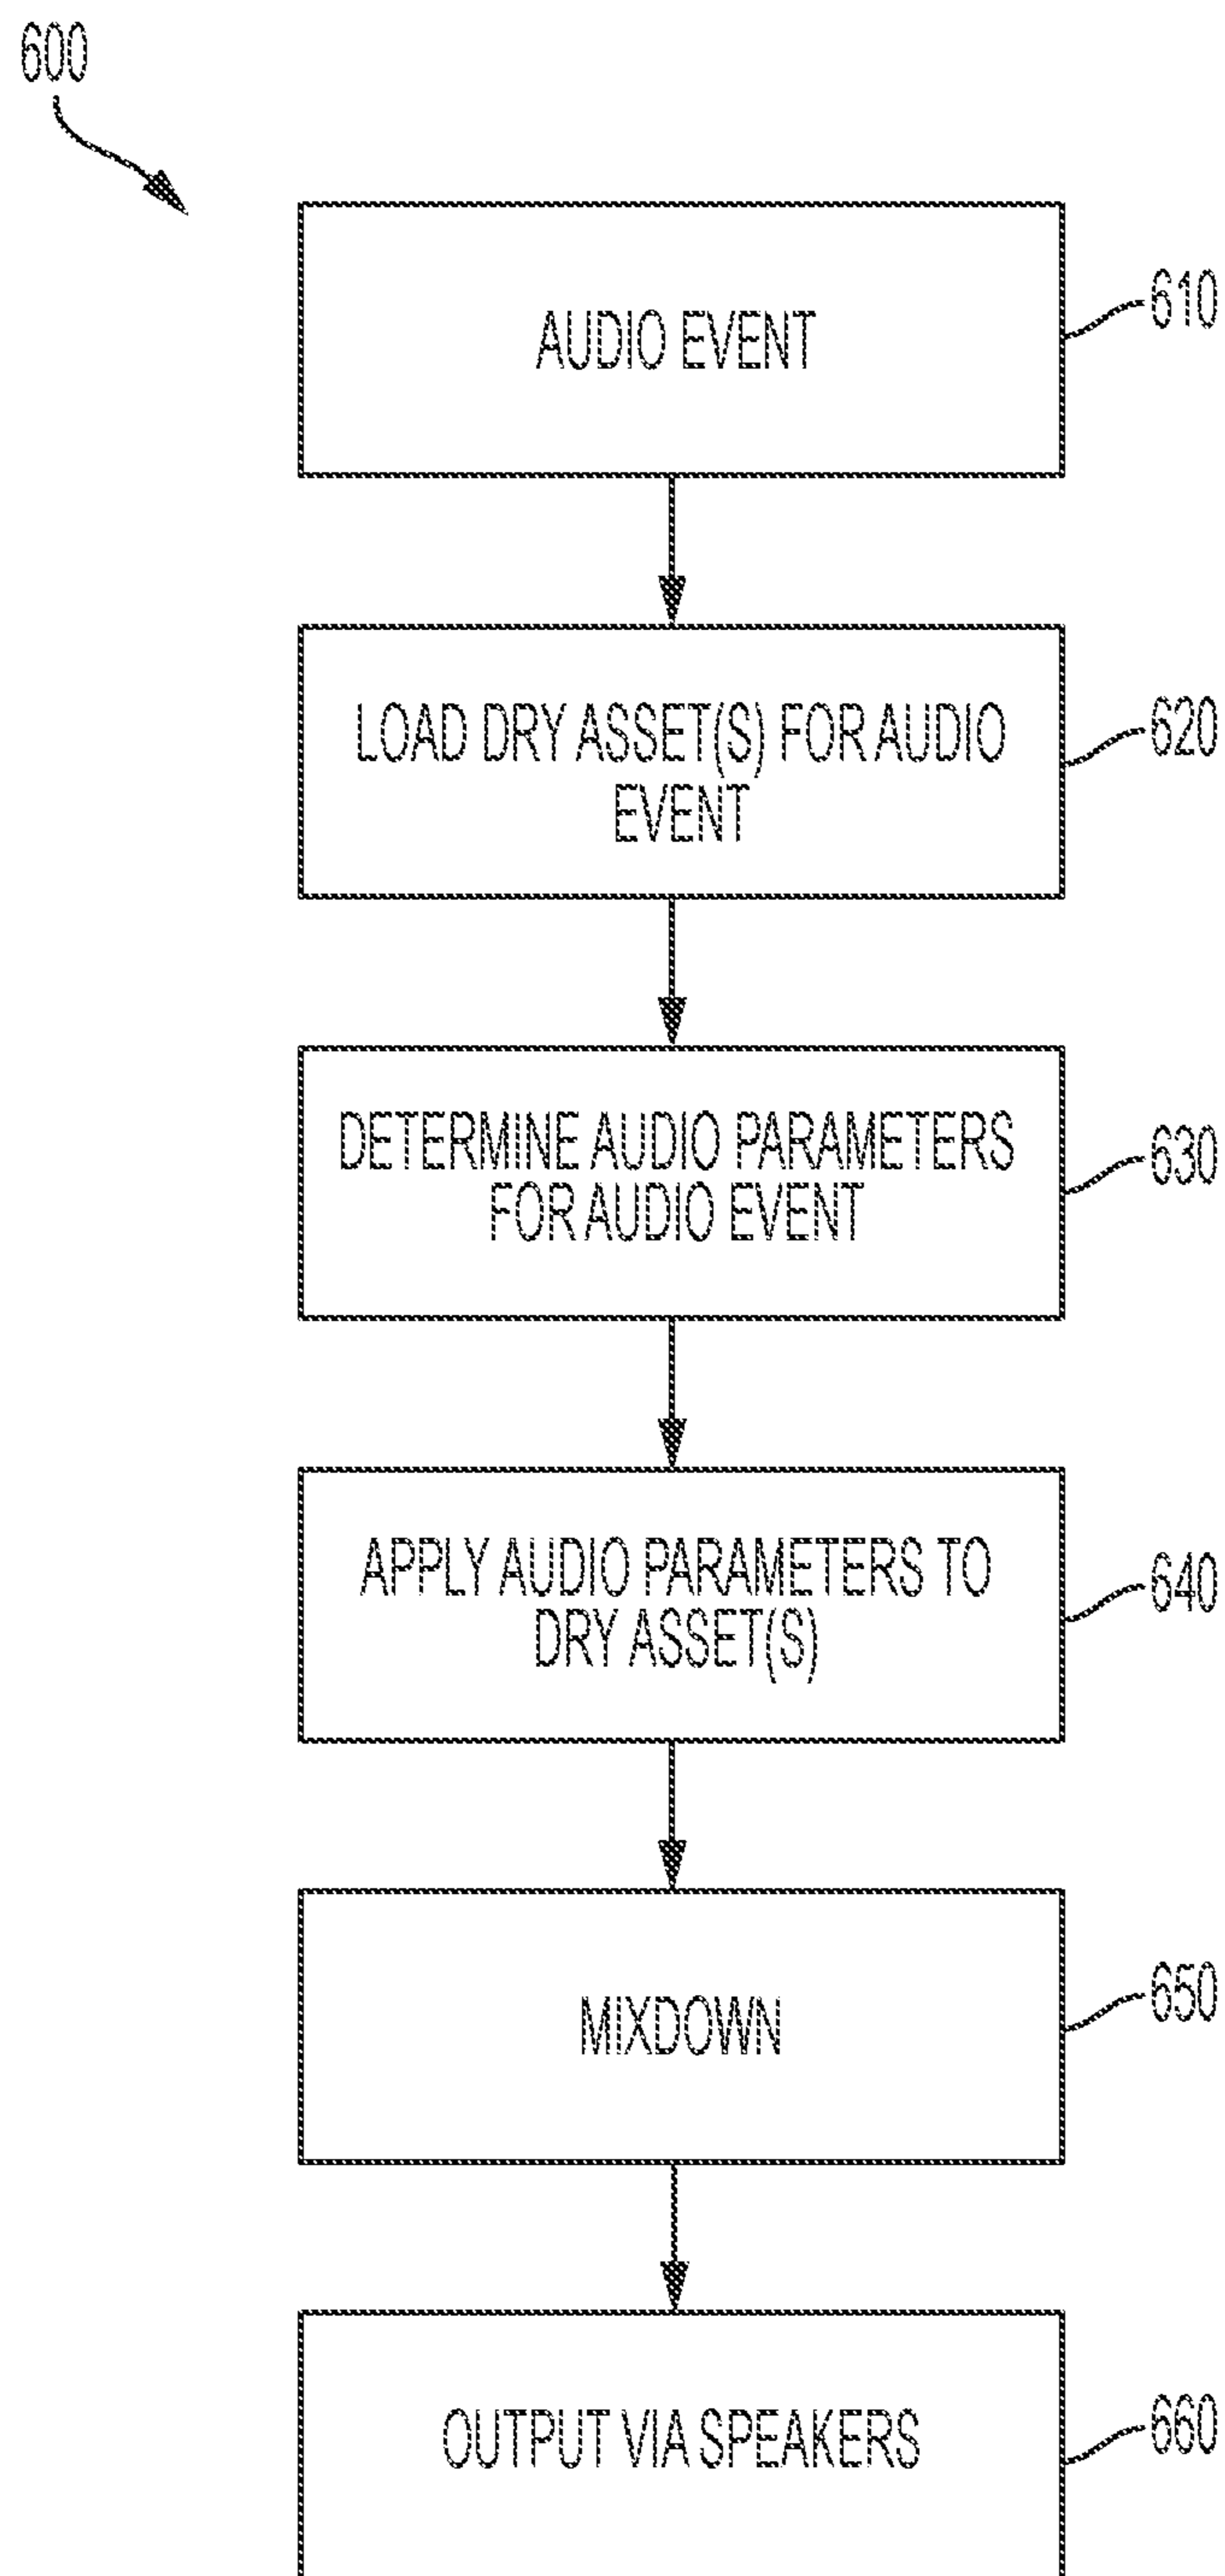 600
AUDIO EVENT
610
LOAD DRY ASSET(S) FOR AUDIO
EVENT
620
DETERMINE AUDIO PARAMETERS
FOR AUDIO EVENT
630
APPLY AUDIO PARAMETERS TO
DRY ASSET(S)
640
MIXDOWN
650
OUTPUT VIA SPEAKERS
660